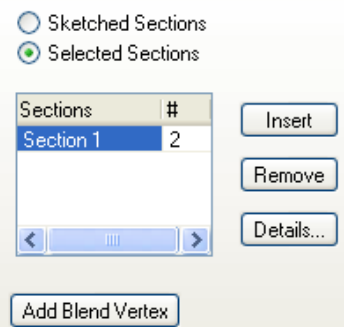 Sketched Sections
Selected Sections
Sections #
Section 1 2
Insert
Remove
Details...
Add Blend Vertex